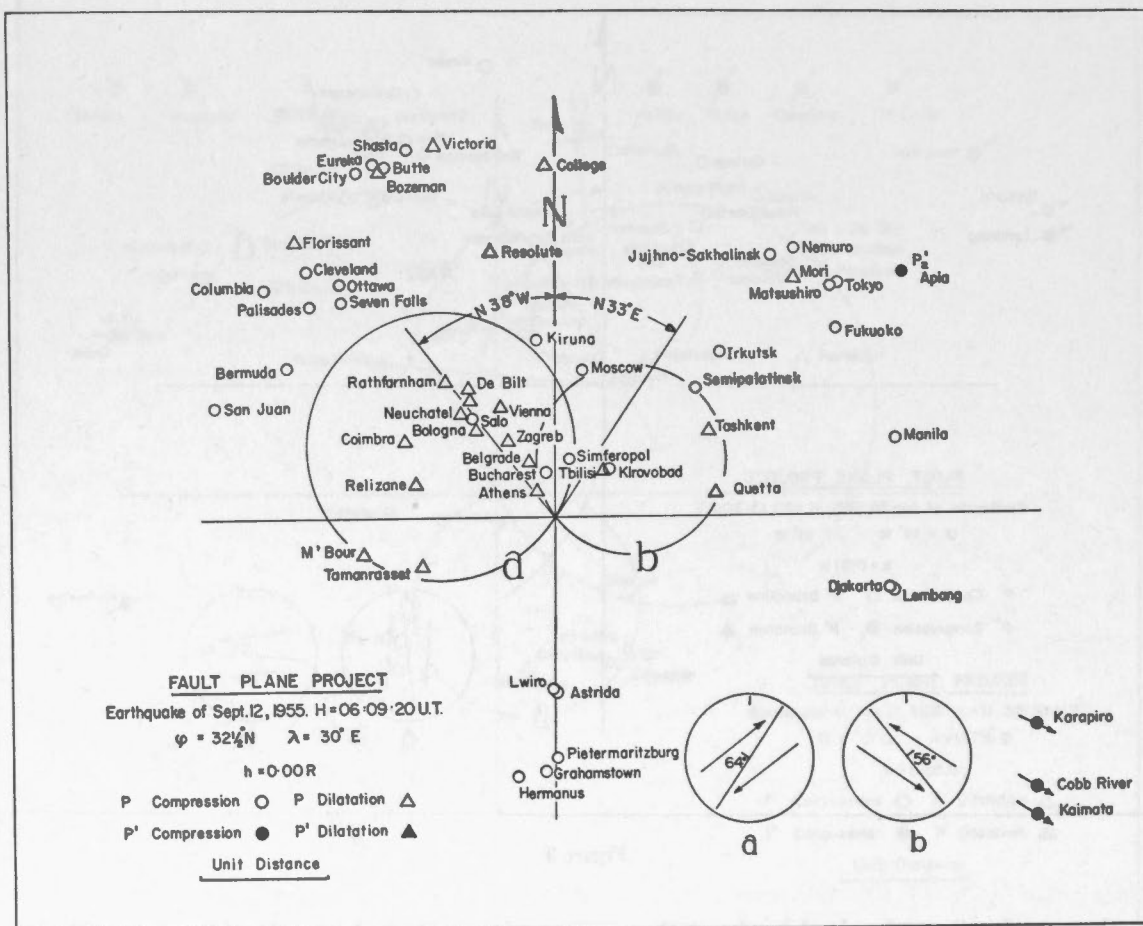 Shasta
Victoria
Eureka
Butte
Boulder City
Bozeman
College
N
Florissant
Resolute
Jujhno-Sakhalinsk
Nemuro
Cleveland
Mori
P'2
Apia
Columbia
Ottawa
Matsushiro
Tokyo
Palisades
Seven Falls
N 38°W
N 33°E
Fukuoko
Kiruna
Irkutsk
Bermuda
Rathfarnham
De Bilt
Moscow
Semipalatinsk
San Juan
Neuchatel
Salo
Vienna
Bologna
Tashkent
Coimbra
Zagreb
Manila
Belgrade
Simferopol
Bucharest
Tbilisi
Kirovobad
Relizane
Athens
Quetta
M'Bour
a
b
Tamanrasset
Djakarta
Lembang
Lwiro
Astrida
FAULT PLANE PROJECT
Earthquake of Sept.12, 1955. H=06:09:20 U.T.
φ = 32½°N λ = 30° E
h = 0·00R
P Compression P Dilatation
P' Compression P' Dilatation
Unit Distance
Pietermaritzburg
Grahamstown
Hermanus
64°
56°
a
b
Karapiro
Cobb River
Kaimata